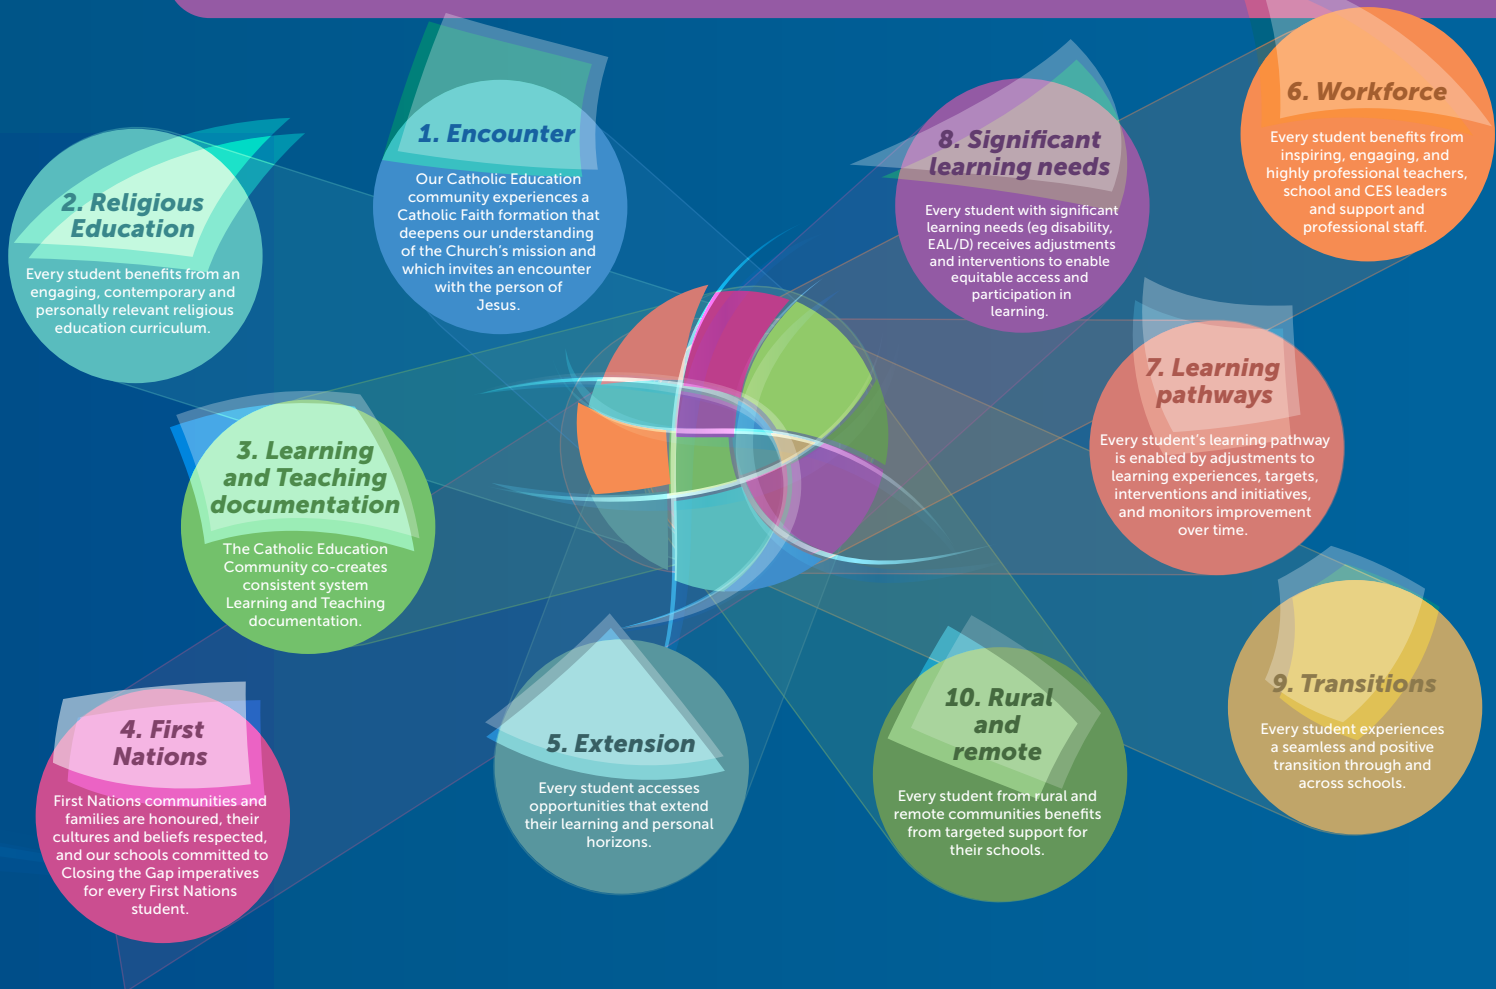 1. Encounter
Our Catholic Education
community experiences a
Catholic Faith formation that
deepens our understanding
of the Church's mission and
which invites an encounter
with the person of
Jesus.
2. Religious
Education
Every student benefits from an
engaging, contemporary and
personally relevant religious
education curriculum.
3. Learning
and Teaching
documentation
The Catholic Education
Community co-creates
consistent system
Learning and Teaching
documentation.
4. First
Nations
First Nations communities and
families are honoured, their
cultures and beliefs respected,
and our schools committed to
Closing the Gap imperatives
for every First Nations
student.
5. Extension
Every student accesses
opportunities that extend
their learning and personal
horizons.
6. Workforce
Every student benefits from
inspiring, engaging, and
highly professional teachers,
school and CES leaders
and support and
professional staff.
7. Learning
pathways
Every student's learning pathway
is enabled by adjustments to
learning experiences, targets,
interventions and initiatives,
and monitors improvement
over time.
8. Significant
learning needs
Every student with significant
learning needs (eg disability,
EAL/D) receives adjustments
and interventions to enable
equitable access and
participation in
learning.
9. Transitions
Every student experiences
a seamless and positive
transition through and
across schools.
10. Rural
and
remote
Every student from rural and
remote communities benefits
from targeted support for
their schools.